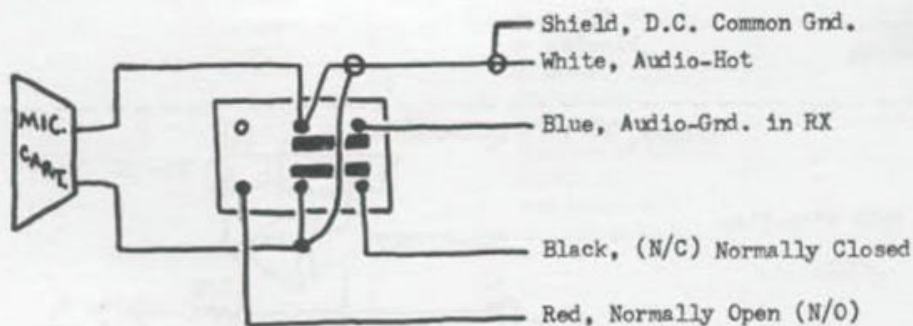 Shield, D.C. Common Gnd.
White, Audio-Hot
MIC.
CART.
Blue, Audio-Gnd. in RX
Black, (N/C) Normally Closed
Red, Normally Open (N/O)